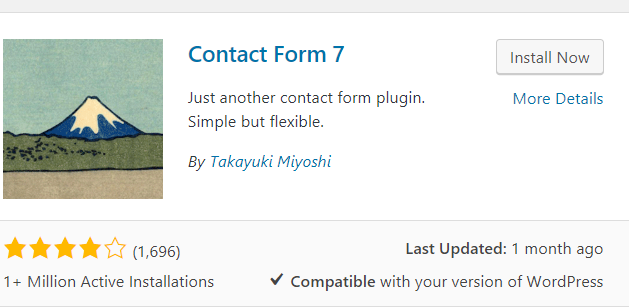 Contact Form 7
Install Now
More Details
Just another contact form plugin.
Simple but flexible.
By Takayuki Miyoshi
(1,696)
Last Updated: 1 month ago
1+ Million Active Installations
Compatible with your version of WordPress